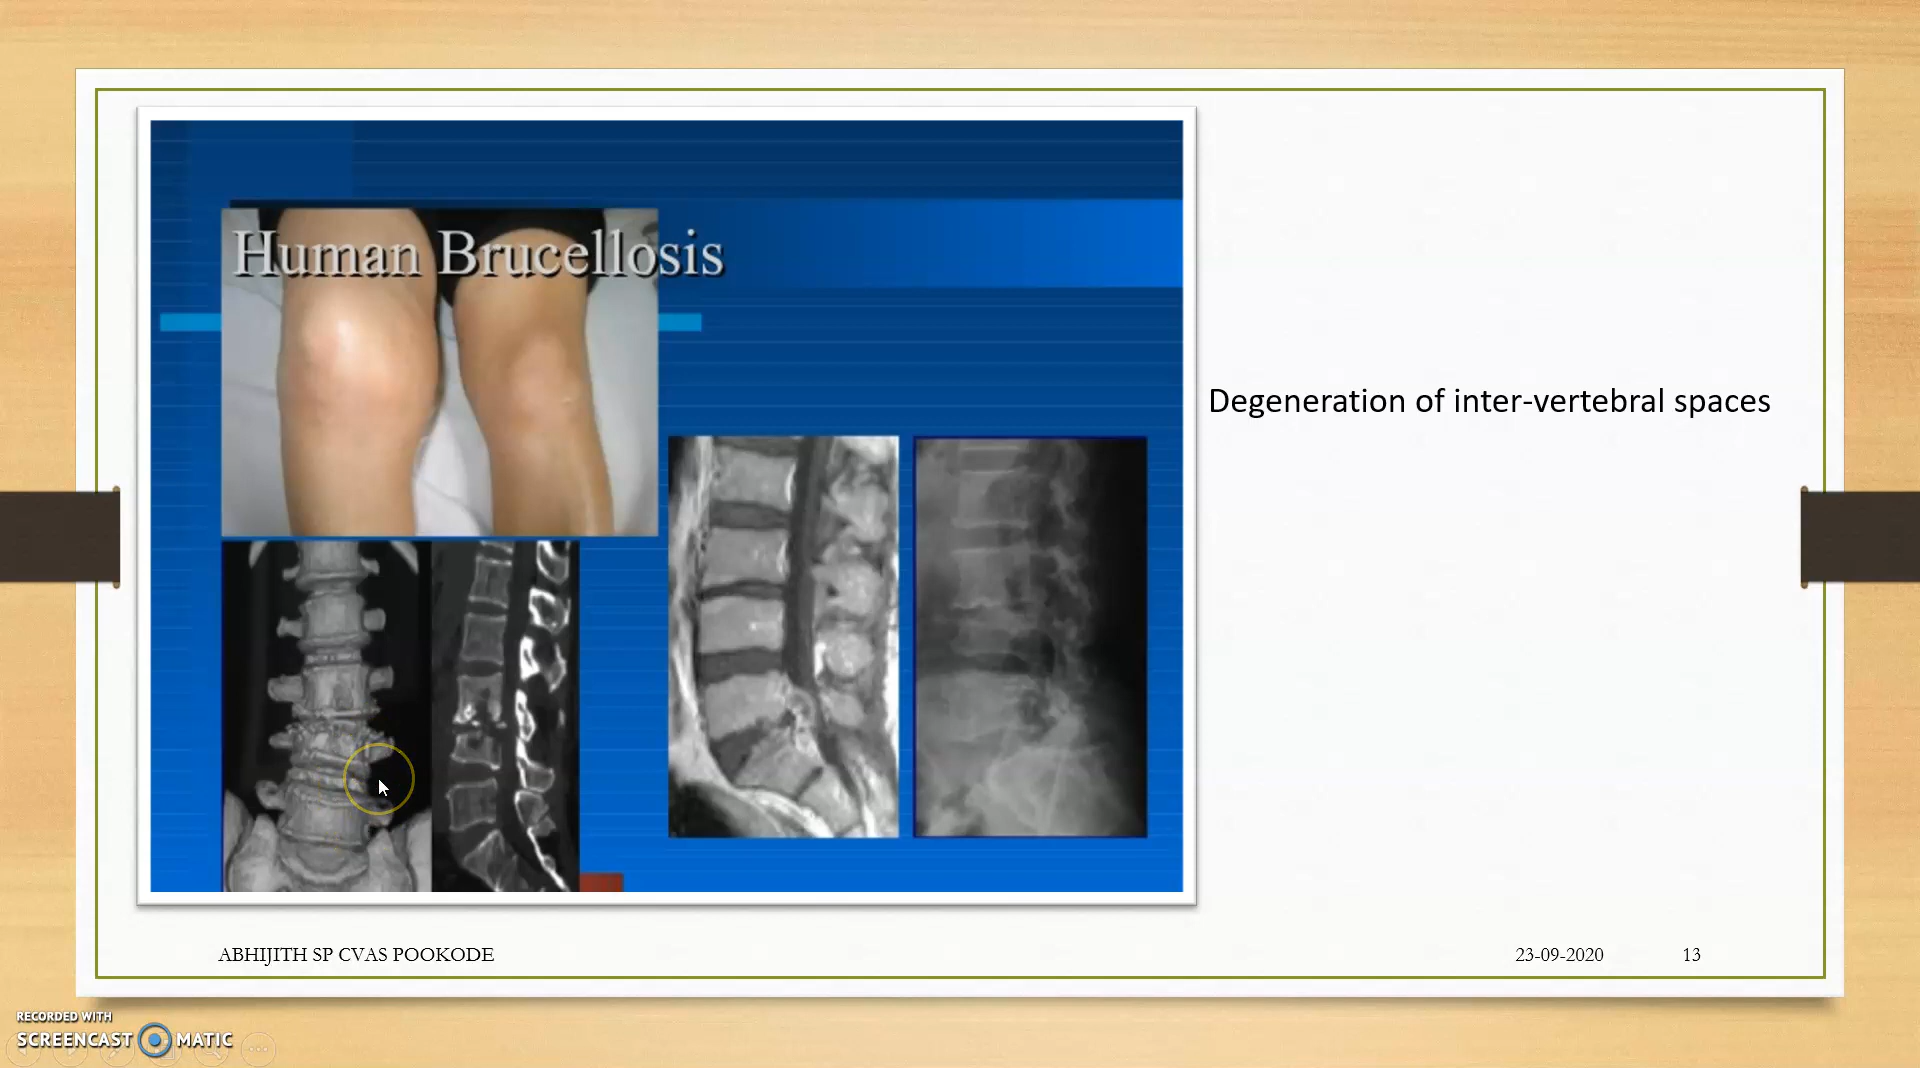 Human Brucellosis
Degeneration of inter-vertebral spaces
ABHIJITH SP CVAS POOKODE
23-09-2020
13
RECORDED WITH
SCREENCAST MATIC